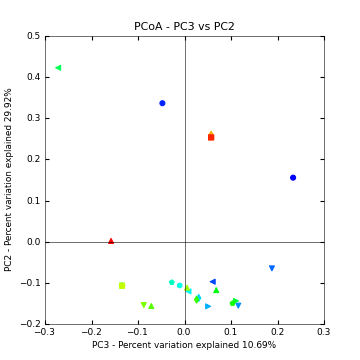 PCoA - PC3 vs PC2
0.5
0.4
0.3
0.2
0.1
0.0
−0.1
−0.2
PC2 - Percent variation explained 29.92%
−0.3 −0.2 −0.1 0.0 0.1 0.2 0.3
PC3 - Percent variation explained 10.69%